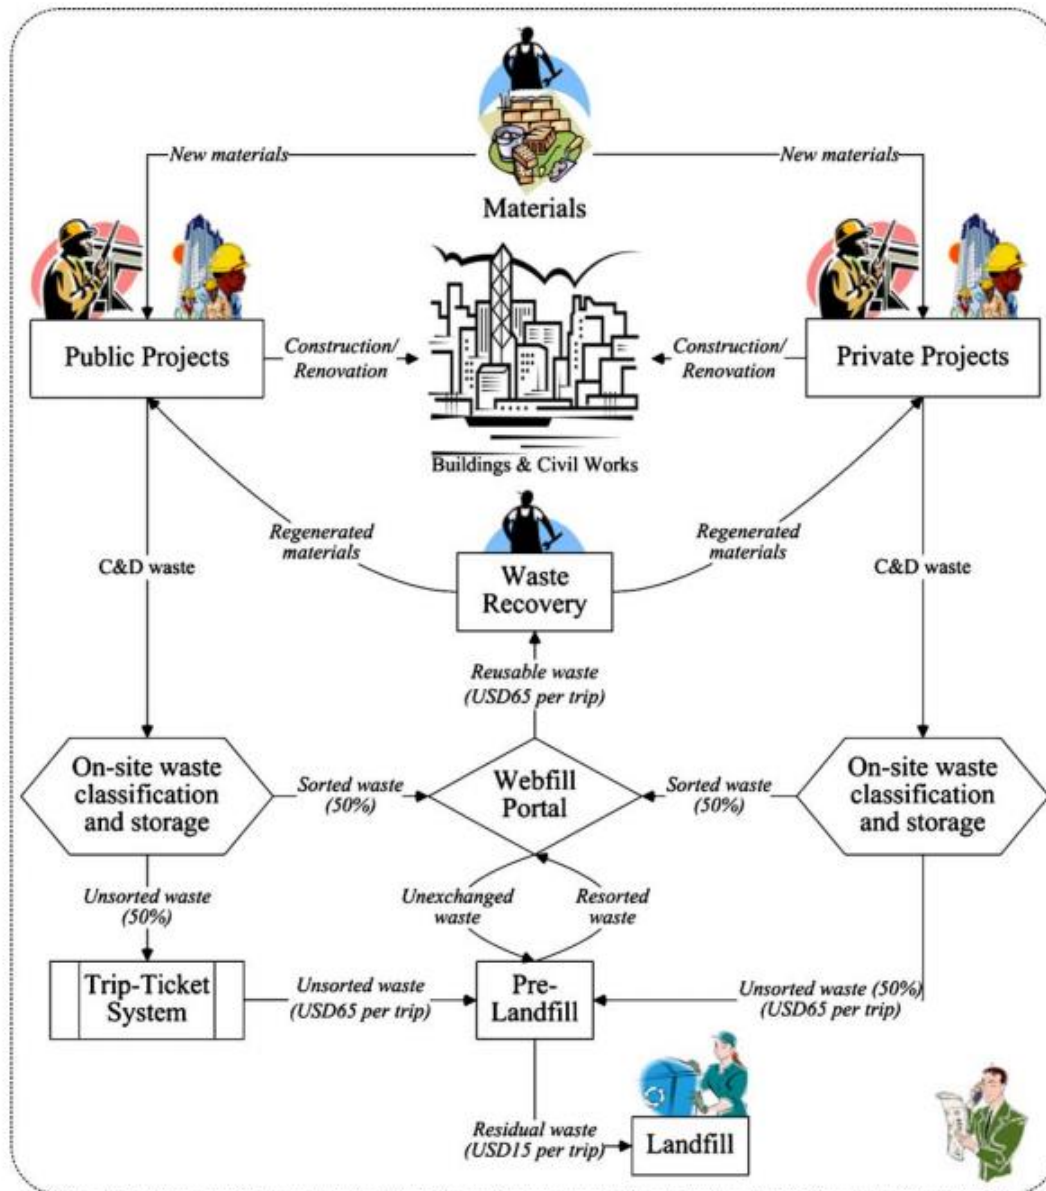 New materials
New materials
Materials
Public Projects
Construction/
Renovation
Construction/
Renovation
Private Projects
Buildings & Civil Works
Regenerated
materials
Regenerated
materials
C&D waste
Waste
Recovery
C&D waste
Reusable waste
(USD65 per trip)
On-site waste
classification
and storage
Sorted waste
(50%)
Webfill
Portal
Sorted waste
(50%)
On-site waste
classification
and storage
Unsorted waste
(50%)
Unexchanged
waste
Resorted
waste
Trip-Ticket
System
Unsorted waste
(USD65 per trip)
Pre-
Landfill
Unsorted waste (50%)
(USD65 per trip)
Residual waste
(USD15 per trip)
Landfill